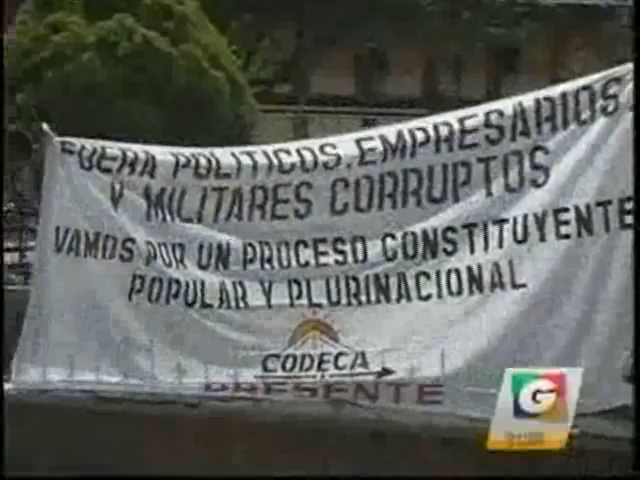 FUERA POLITICOS, EMPRESARIOS
Y MILITARES CORRUPTOS
VAMOS POR UN PROCESO CONSTITUYENTE
POPULAR Y PLURINACIONAL
CODECA
PRESENTE
G